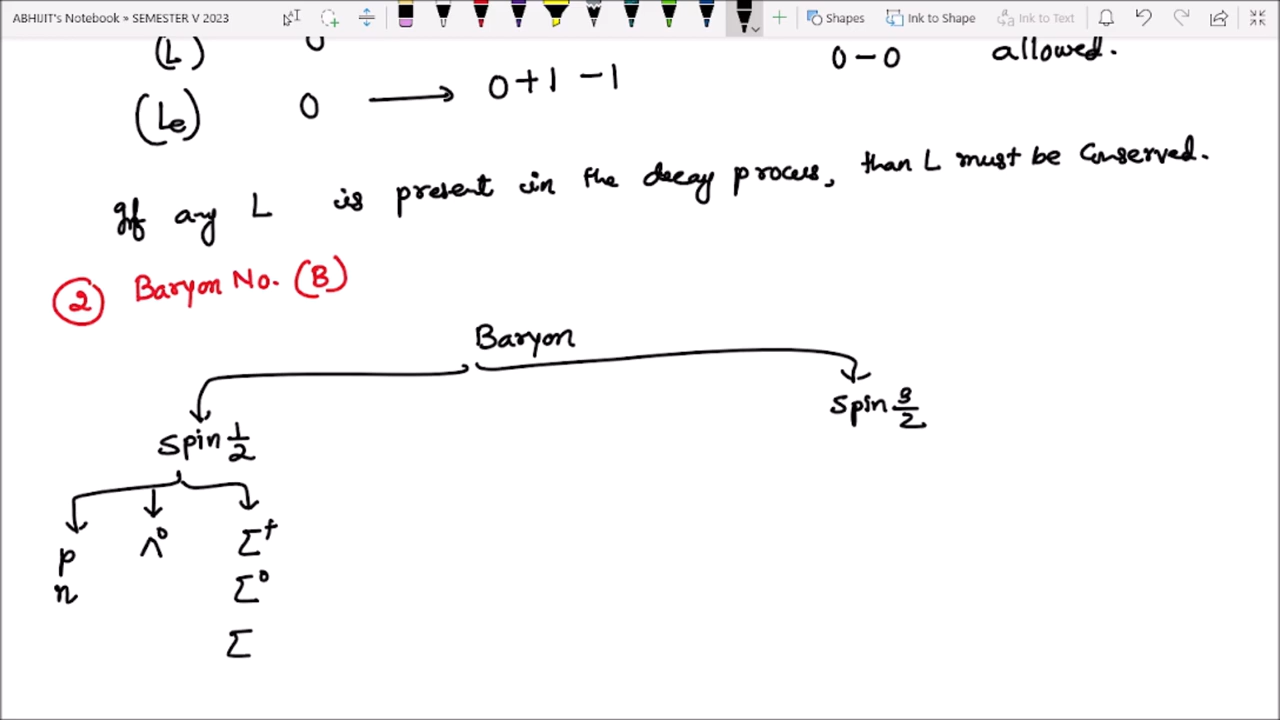 ABHIJIT's Notebook » SEMESTER V 2023
Shapes
Ink to Shape
Ink to Text
(L) 0 0 - 0 allowed.
(Le) 0 → 0 + 1 - 1
If any L is present in the decay process, than L must be conserved.
② Baryon No. (B)
Baryon
Spin 1/2
Spin 3/2
p Λ⁰ Σ⁺
n Σ⁰
Σ